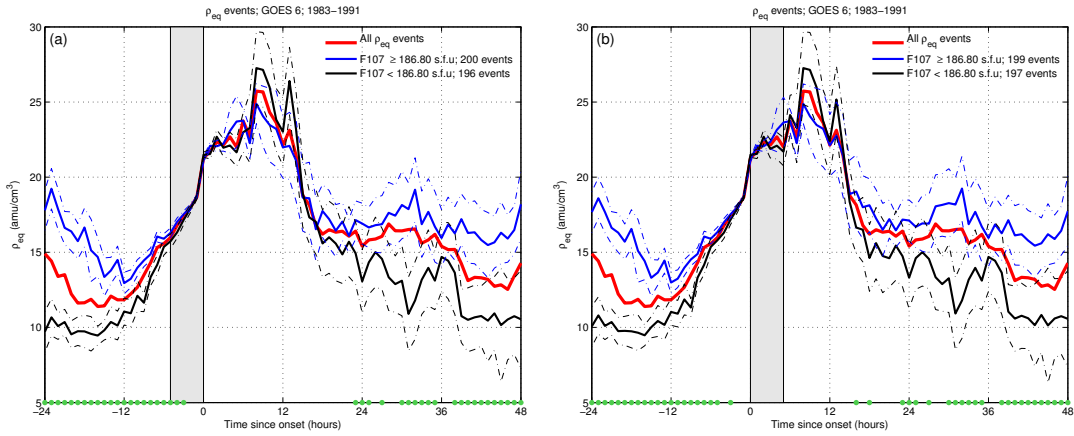 ρeq events; GOES 6; 1983−1991
(a)
All ρeq events
F107 ≥ 186.80 s.f.u; 200 events
F107 < 186.80 s.f.u; 196 events
ρeq (amu/cm3)
30
25
20
15
10
5
−24 −12 0 12 24 36 48
Time since onset (hours)
ρeq events; GOES 6; 1983−1991
(b)
All ρeq events
F107 ≥ 186.80 s.f.u; 199 events
F107 < 186.80 s.f.u; 197 events
ρeq (amu/cm3)
30
25
20
15
10
5
−24 −12 0 12 24 36 48
Time since onset (hours)